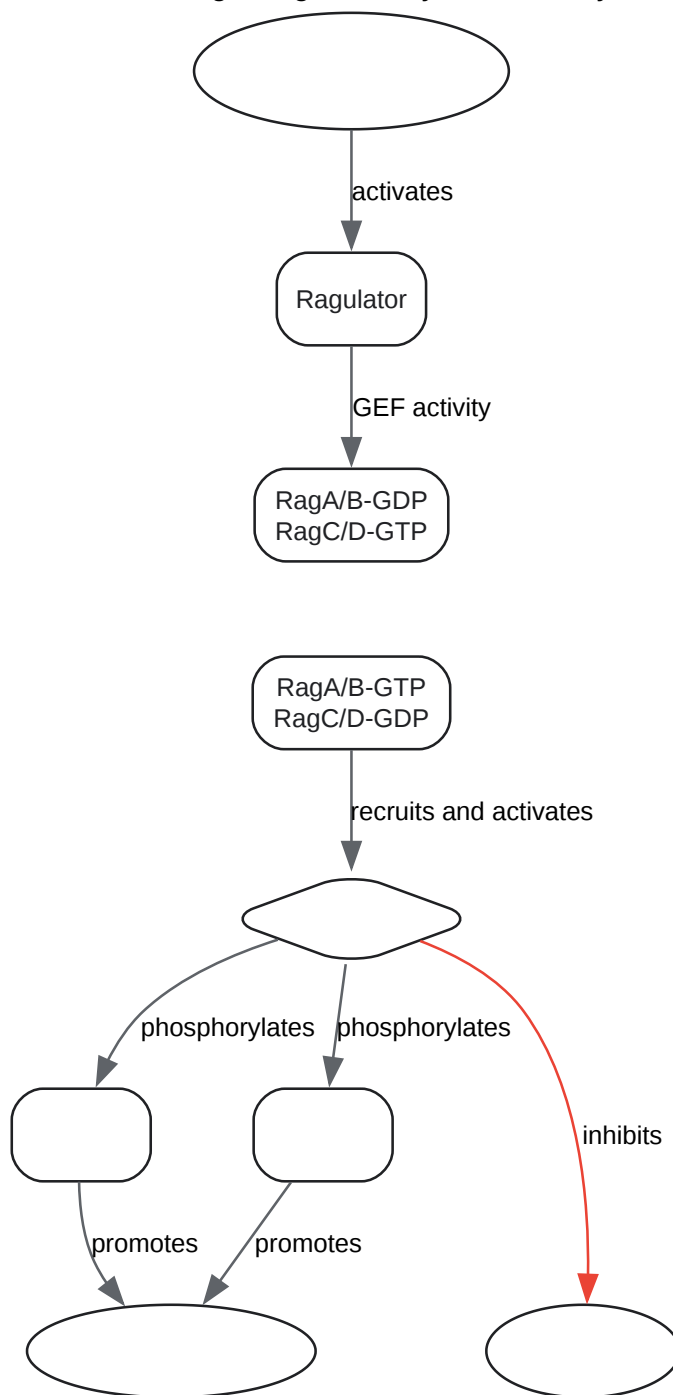 activates
Ragulator
GEF activity
RagA/B-GDP
RagC/D-GTP
RagA/B-GTP
RagC/D-GDP
recruits and activates
phosphorylates phosphorylates
inhibits
promotes promotes